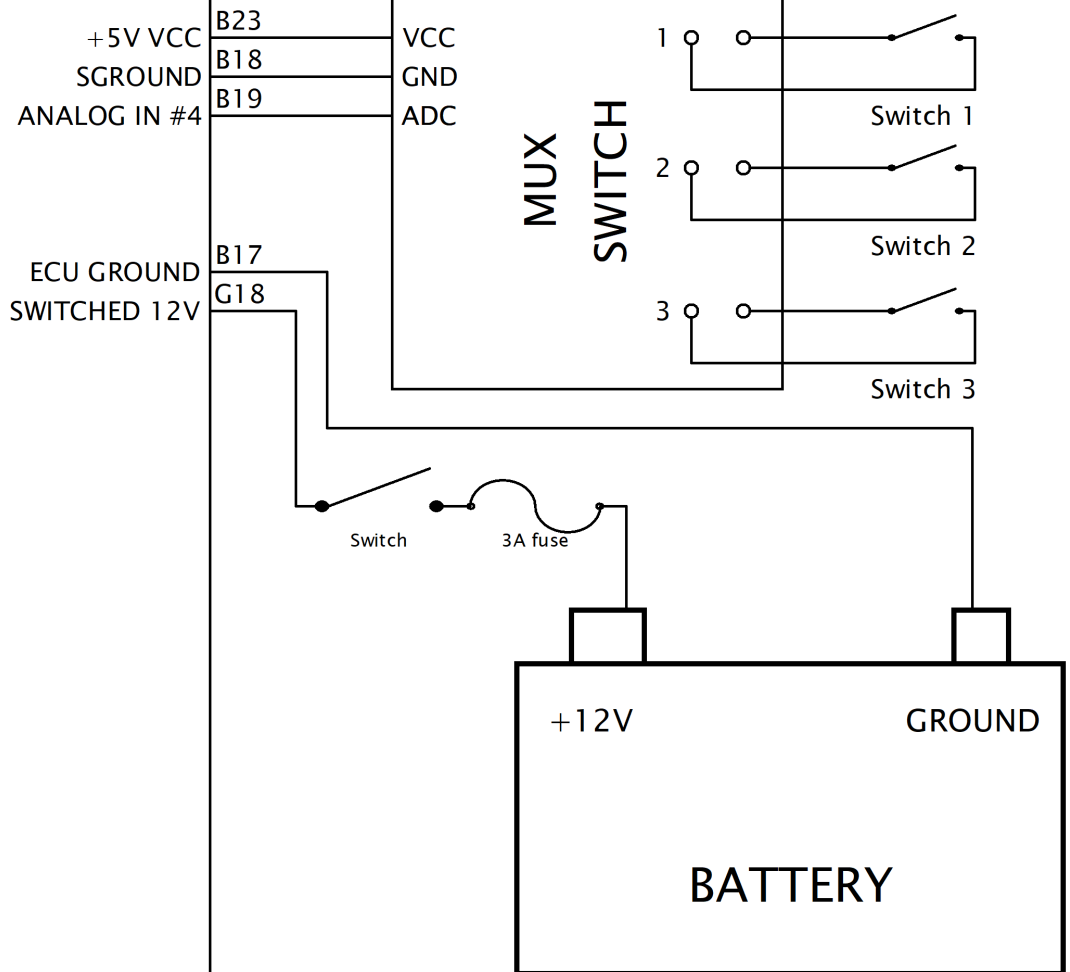 B23
+5V VCC
VCC
B18
SGROUND
GND
B19
ANALOG IN #4
ADC
MUX
SWITCH
1
Switch 1
2
Switch 2
3
Switch 3
B17
ECU GROUND
G18
SWITCHED 12V
Switch
3A fuse
+12V
GROUND
BATTERY